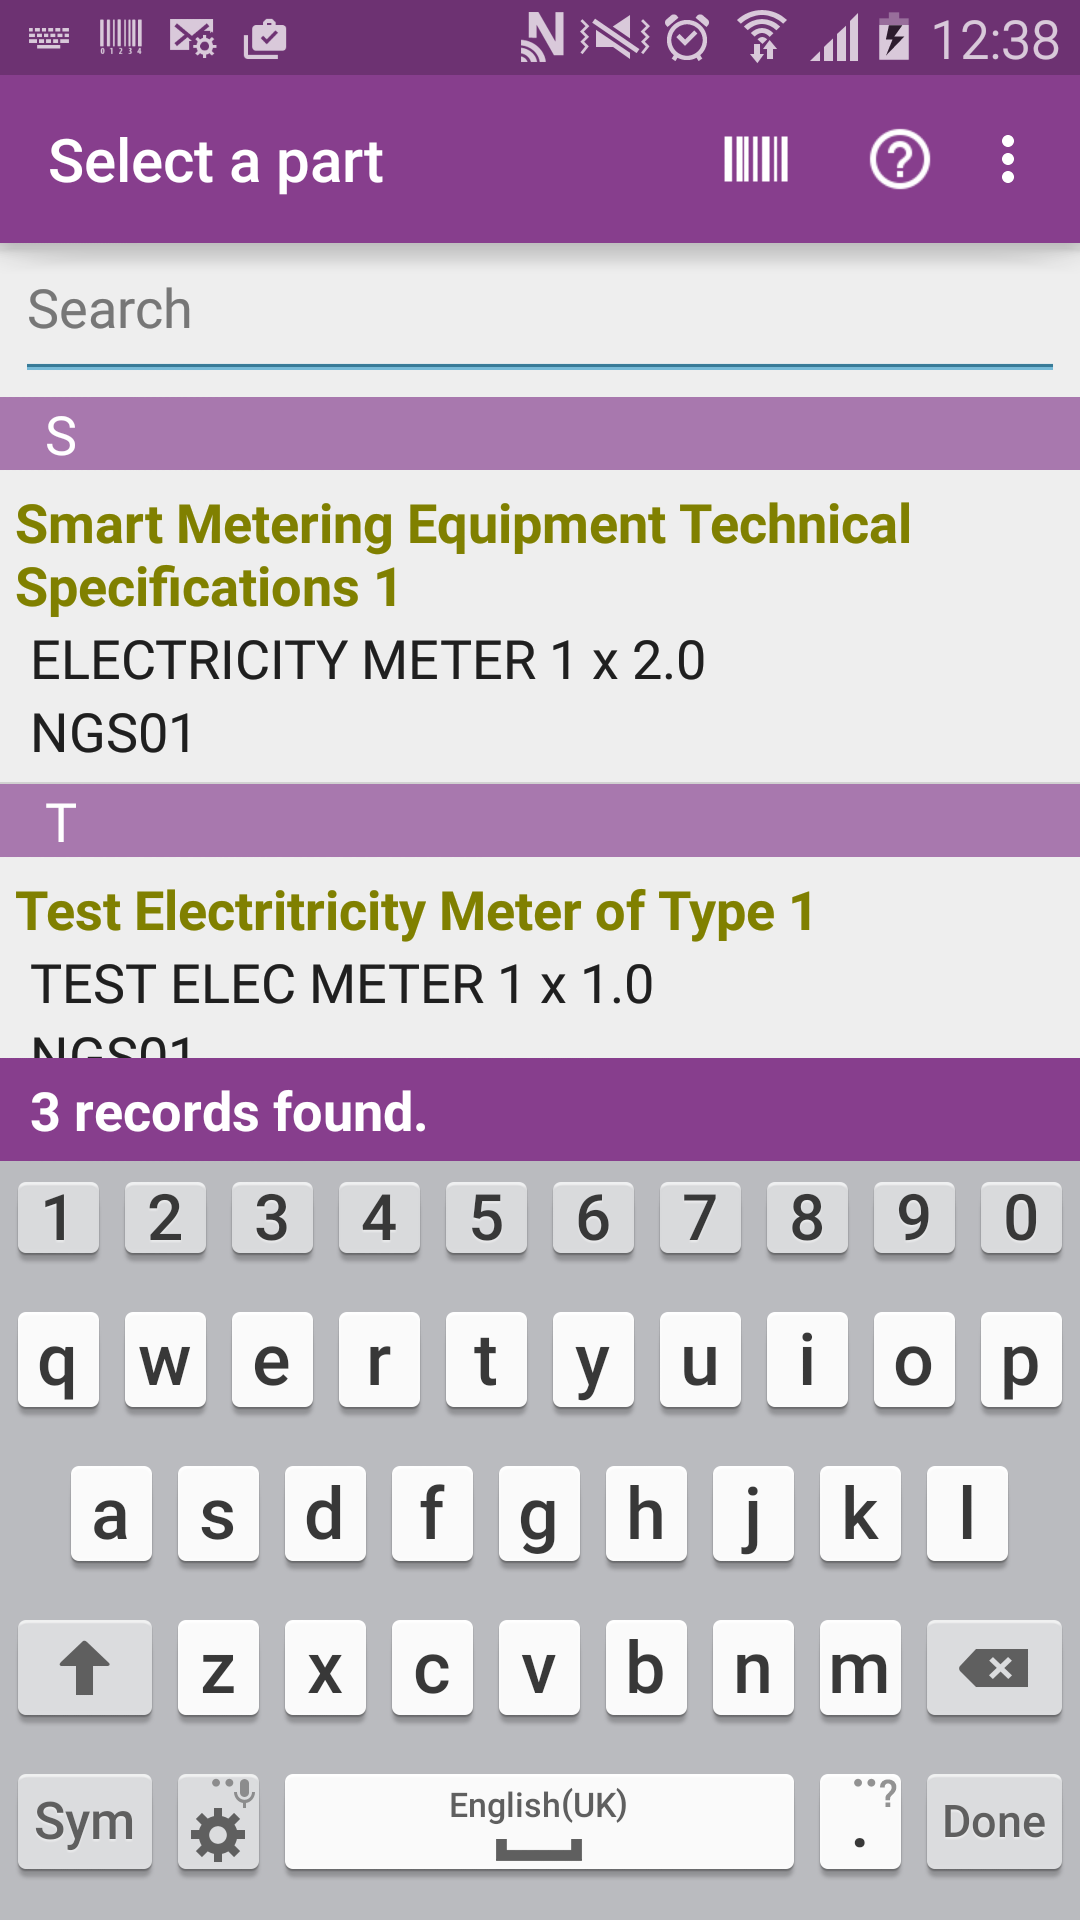 12:38
Select a part
Search
S
Smart Metering Equipment Technical
Specifications 1
ELECTRICITY METER 1 x 2.0
NGS01
T
Test Electritricity Meter of Type 1
TEST ELEC METER 1 x 1.0
NGS01
3 records found.
1 2 3 4 5 6 7 8 9 0
q w e r t y u i o p
a s d f g h j k l
z x c v b n m
Sym English(UK) . ? Done